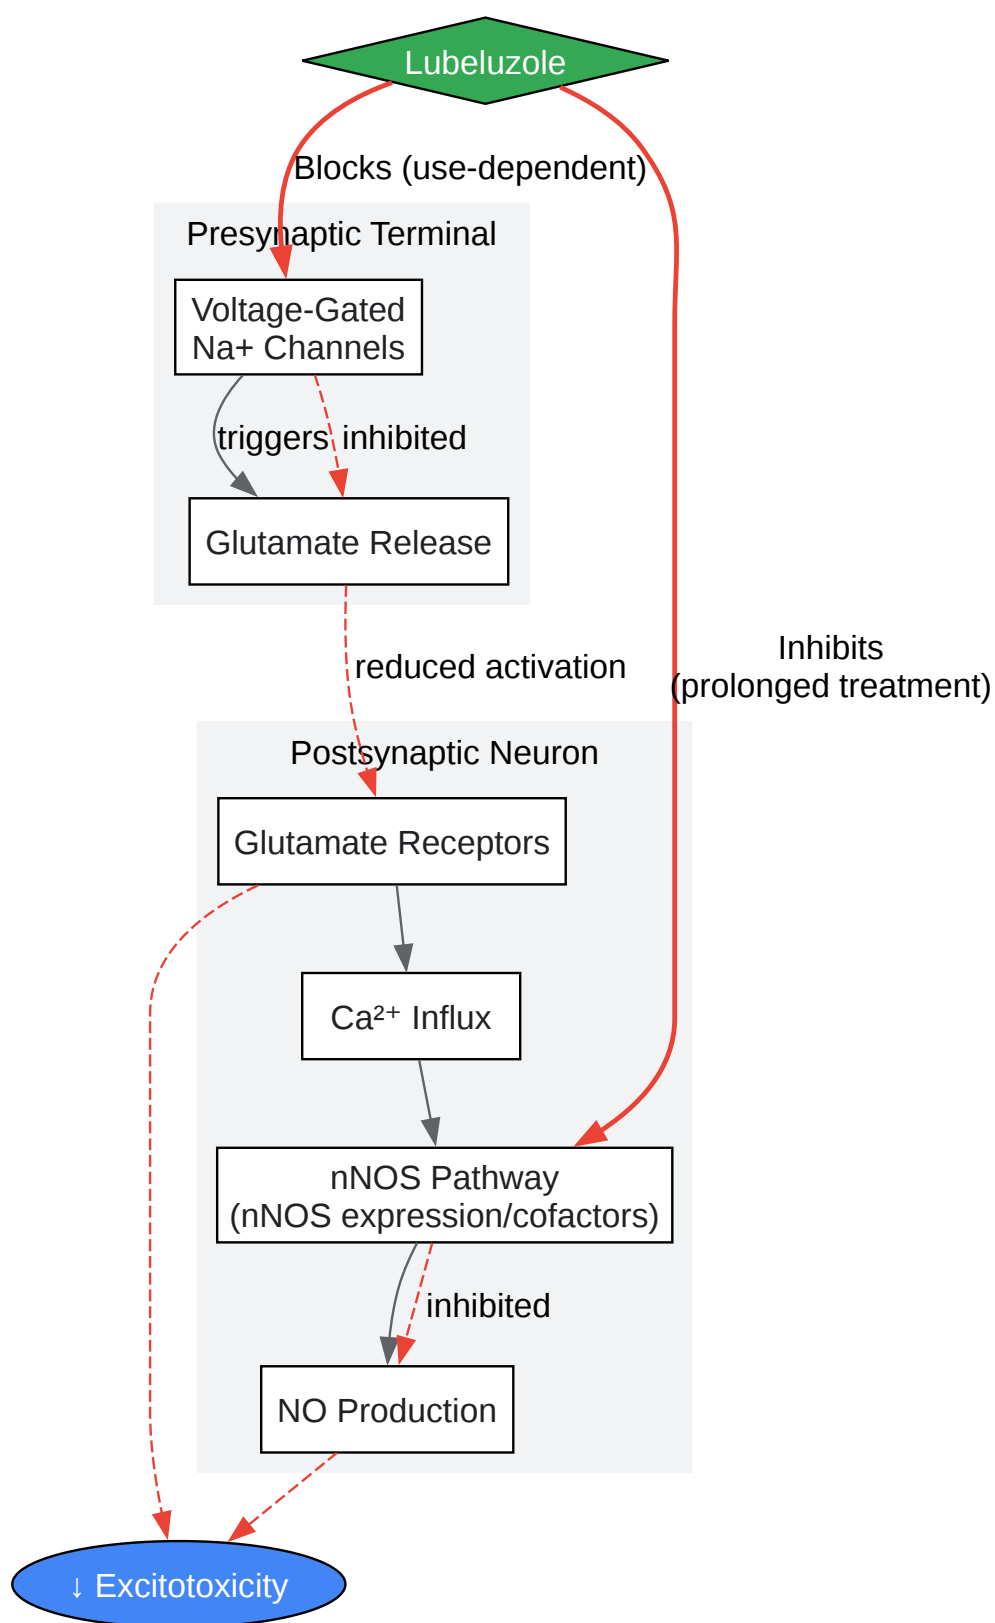 Lubeluzole
Blocks (use-dependent)
Presynaptic Terminal
Voltage-Gated
Na+ Channels
triggers
inhibited
Glutamate Release
Inhibits
(prolonged treatment)
reduced activation
Postsynaptic Neuron
Glutamate Receptors
Ca²⁺ Influx
nNOS Pathway
(nNOS expression/cofactors)
inhibited
NO Production
↓ Excitotoxicity